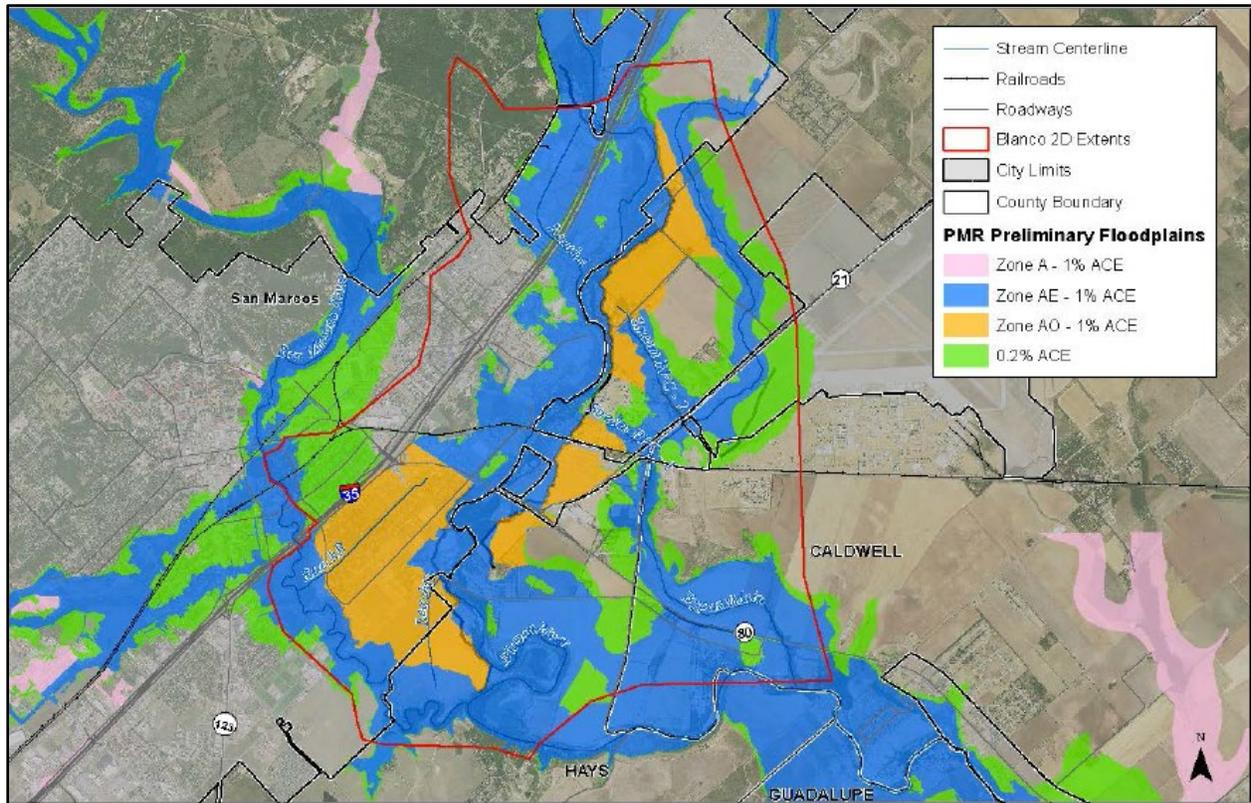 Stream Centerline
Railroads
Roadways
Blanco 2D Extents
City Limits
County Boundary
PMR Preliminary Floodplains
Zone A - 1% ACE
Zone AE - 1% ACE
Zone AO - 1% ACE
0.2% ACE
21
San Marcos
35
CALDWELL
80
123
HAYS
GUADALUPE
N